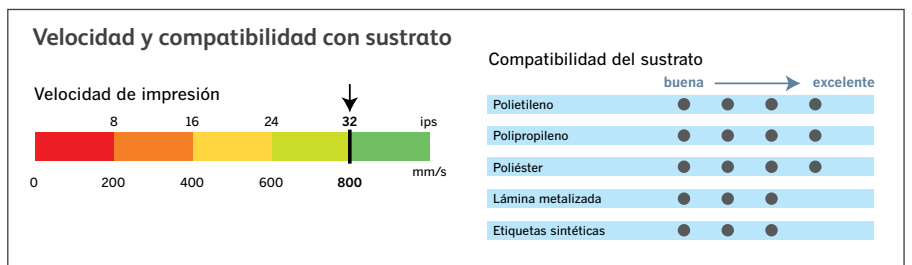 Velocidad y compatibilidad con sustrato
Velocidad de impresión
8 16 24 32 ips
mm/s
0 200 400 600 800
Compatibilidad del sustrato
buena excelente
Polietileno
Polipropileno
Poliéster
Lámina metalizada
Etiquetas sintéticas